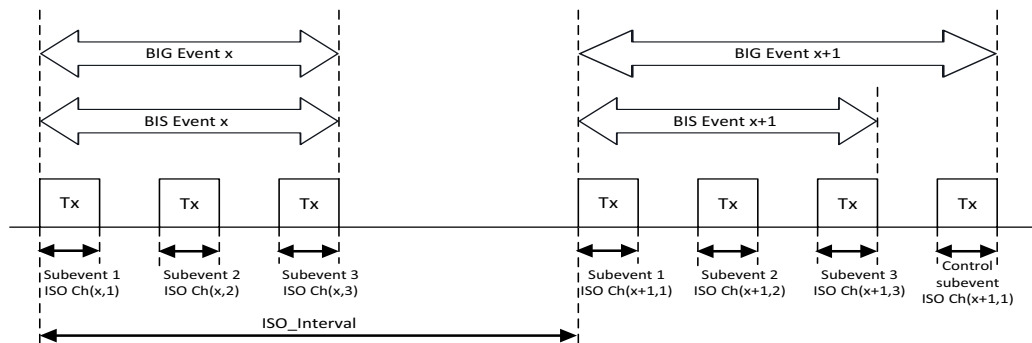 BIG Event x
BIG Event x+1
BIS Event x
BIS Event x+1
Tx
Tx
Tx
Tx
Tx
Tx
Tx
Subevent 1
ISO Ch(x,1)
Subevent 2
ISO Ch(x,2)
Subevent 3
ISO Ch(x,3)
Subevent 1
ISO Ch(x+1,1)
Subevent 2
ISO Ch(x+1,2)
Subevent 3
ISO Ch(x+1,3)
Control
subevent
ISO Ch(x+1,1)
ISO_Interval